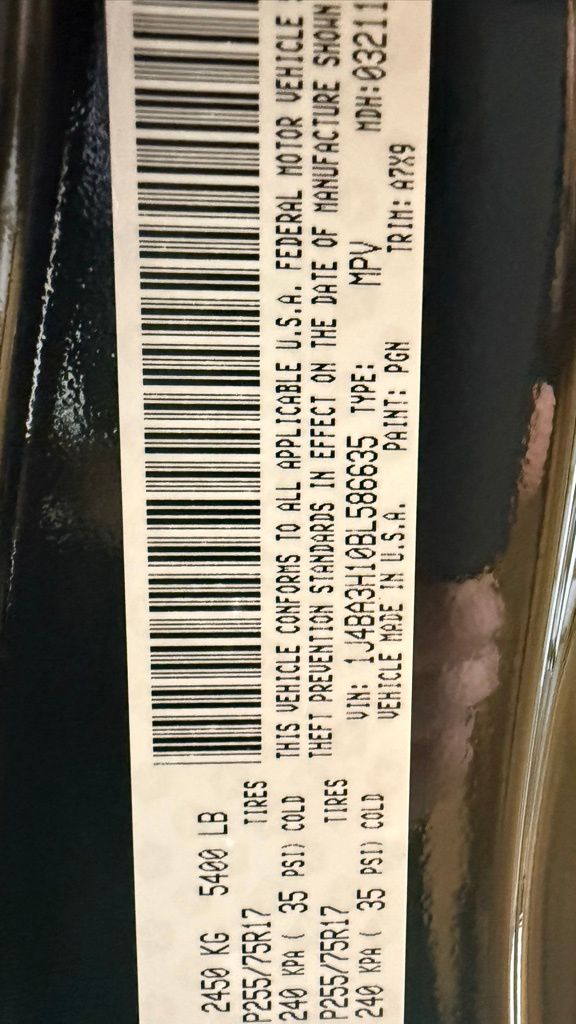 2450 KG 5400 LB
P255/75R17 TIRES
240 KPA ( 35 PSI) COLD
P255/75R17 TIRES
240 KPA ( 35 PSI) COLD
THIS VEHICLE CONFORMS TO ALL APPLICABLE U.S.A. FEDERAL MOTOR VEHICLE
THEFT PREVENTION STANDARDS IN EFFECT ON THE DATE OF MANUFACTURE SHOWN
VIN: 1J4BA3H10BL586635 TYPE: MPV MDH:03211
VEHICLE MADE IN U.S.A. PAINT: PGN TRIM: A7X9